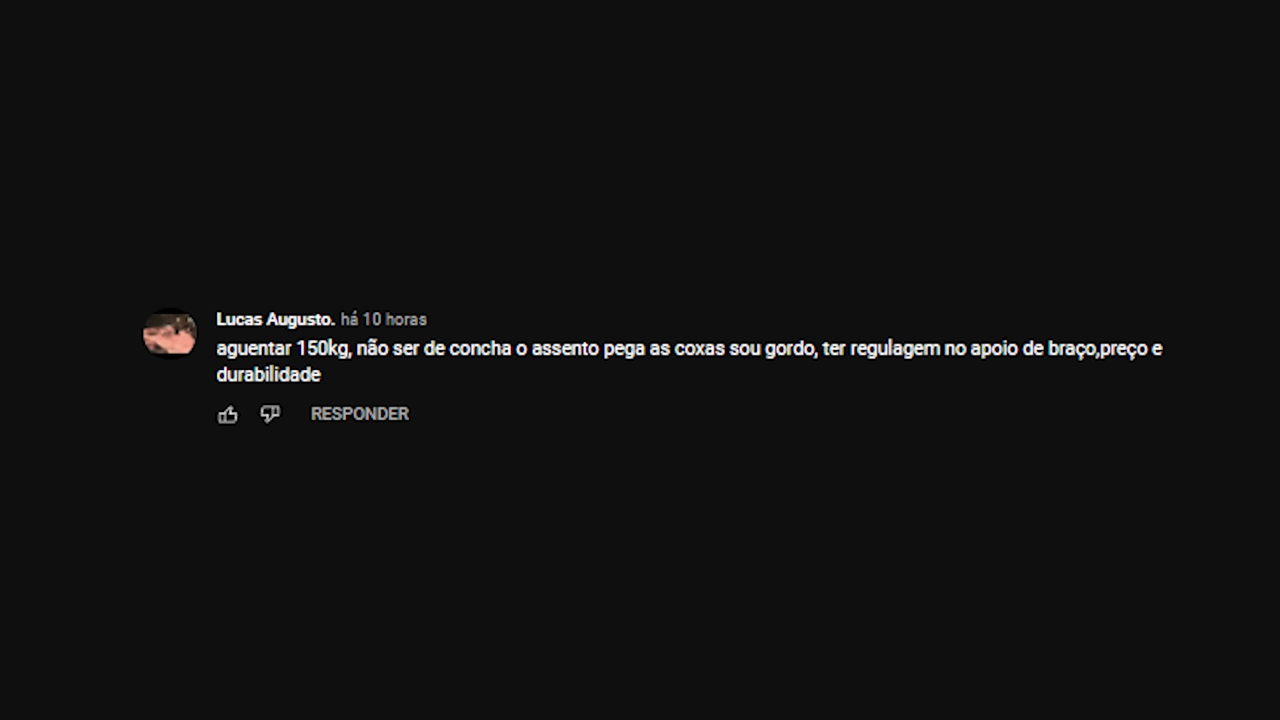 Lucas Augusto. há 10 horas
aguentar 150kg, não ser de concha o assento pega as coxas sou gordo, ter regulagem no apoio de braço,preço e
durabilidade
RESPONDER